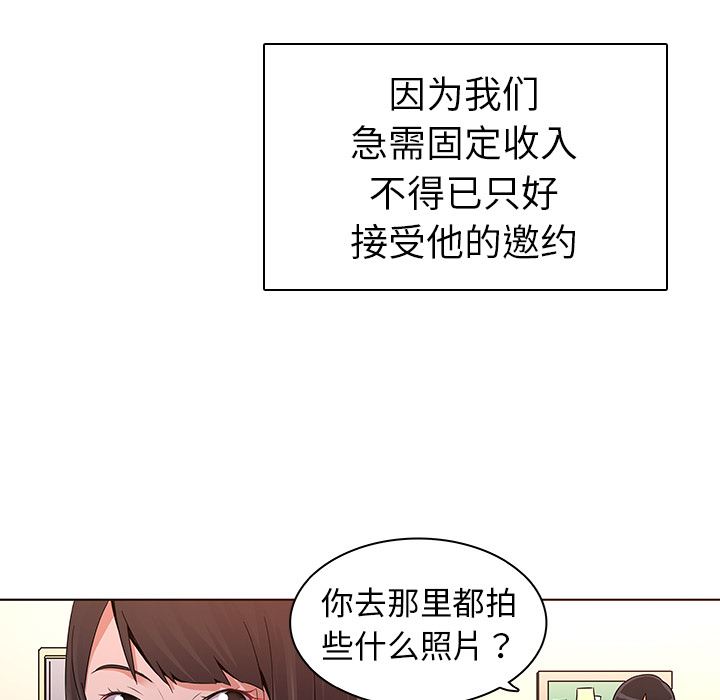 因为我们
急需固定收入
不得已只好
接受他的邀约
你去那里都拍
些什么照片？